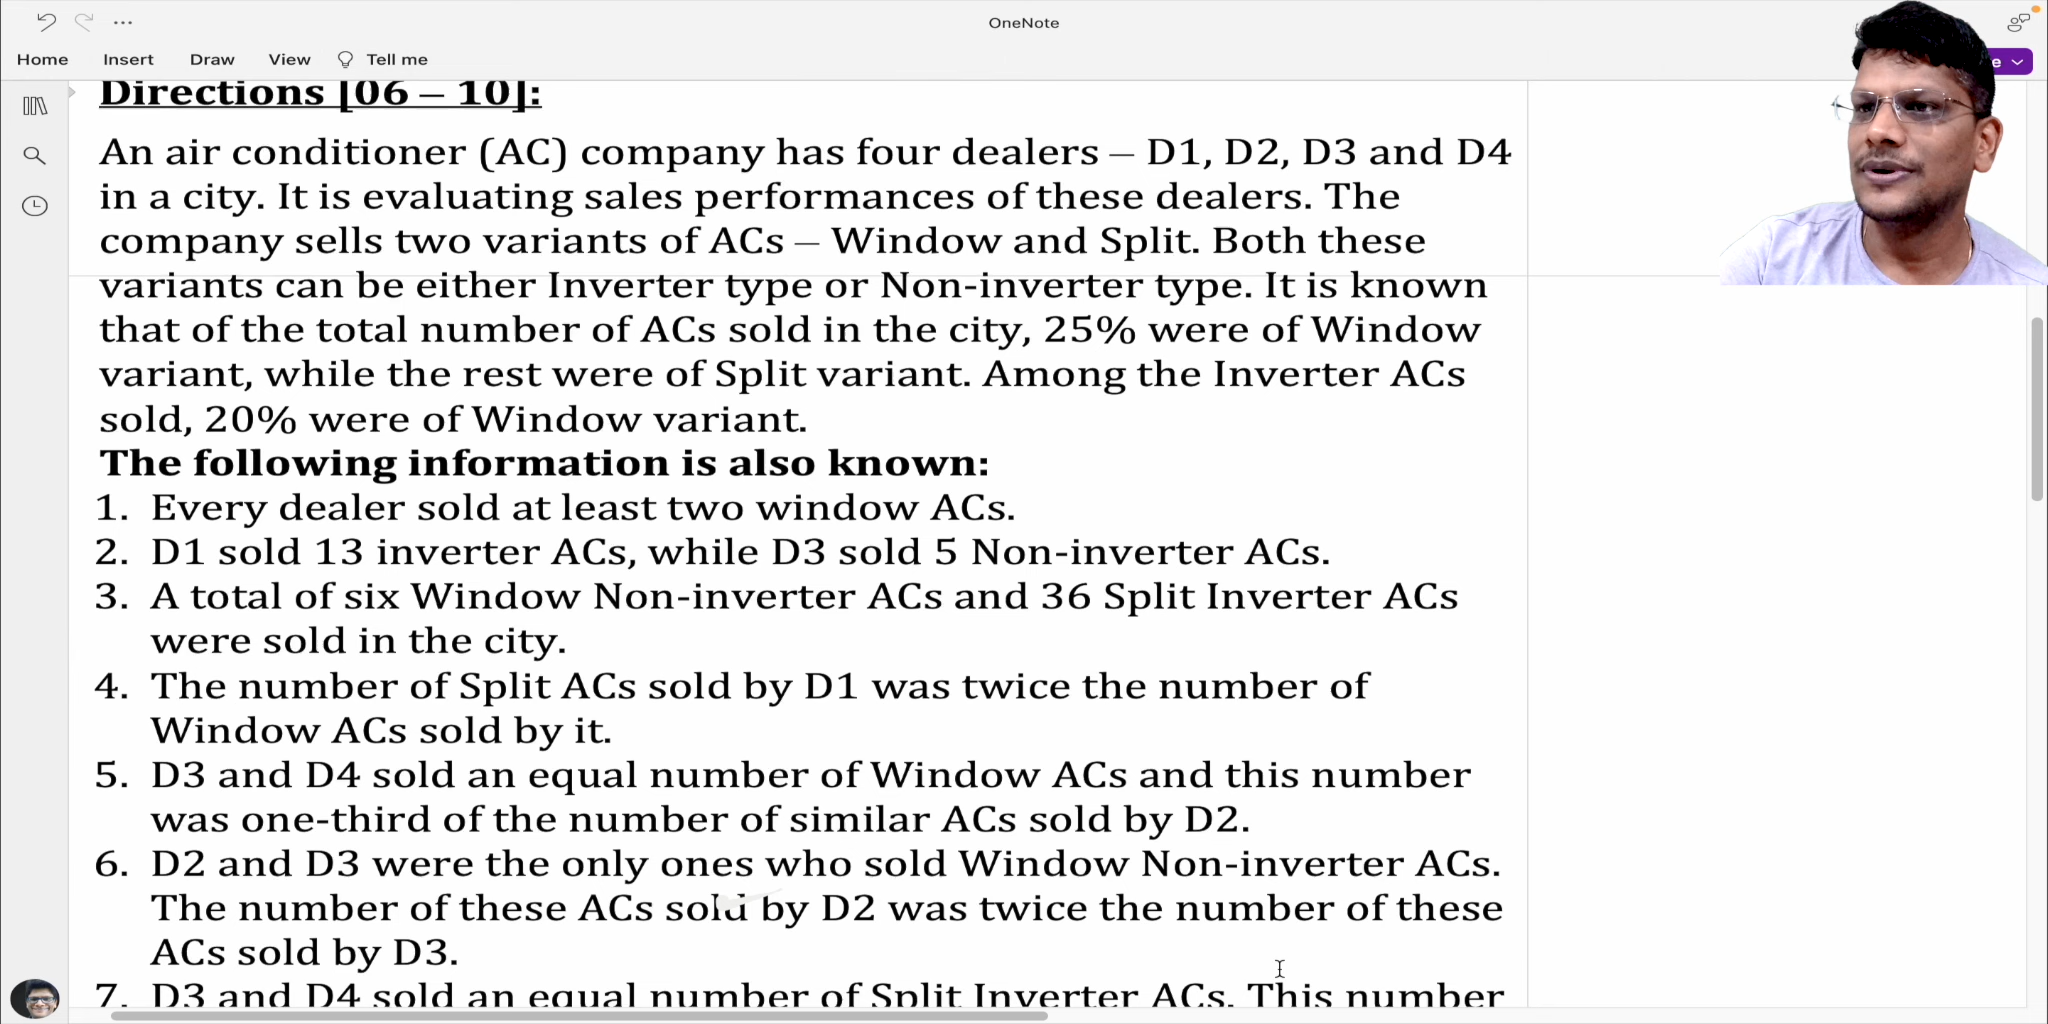 OneNote
Home Insert Draw View Tell me
Directions [06 – 10]:
An air conditioner (AC) company has four dealers – D1, D2, D3 and D4
in a city. It is evaluating sales performances of these dealers. The
company sells two variants of ACs – Window and Split. Both these
variants can be either Inverter type or Non-inverter type. It is known
that of the total number of ACs sold in the city, 25% were of Window
variant, while the rest were of Split variant. Among the Inverter ACs
sold, 20% were of Window variant.
The following information is also known:
1. Every dealer sold at least two window ACs.
2. D1 sold 13 inverter ACs, while D3 sold 5 Non-inverter ACs.
3. A total of six Window Non-inverter ACs and 36 Split Inverter ACs
were sold in the city.
4. The number of Split ACs sold by D1 was twice the number of
Window ACs sold by it.
5. D3 and D4 sold an equal number of Window ACs and this number
was one-third of the number of similar ACs sold by D2.
6. D2 and D3 were the only ones who sold Window Non-inverter ACs.
The number of these ACs sold by D2 was twice the number of these
ACs sold by D3.
7. D3 and D4 sold an equal number of Split Inverter ACs. This number